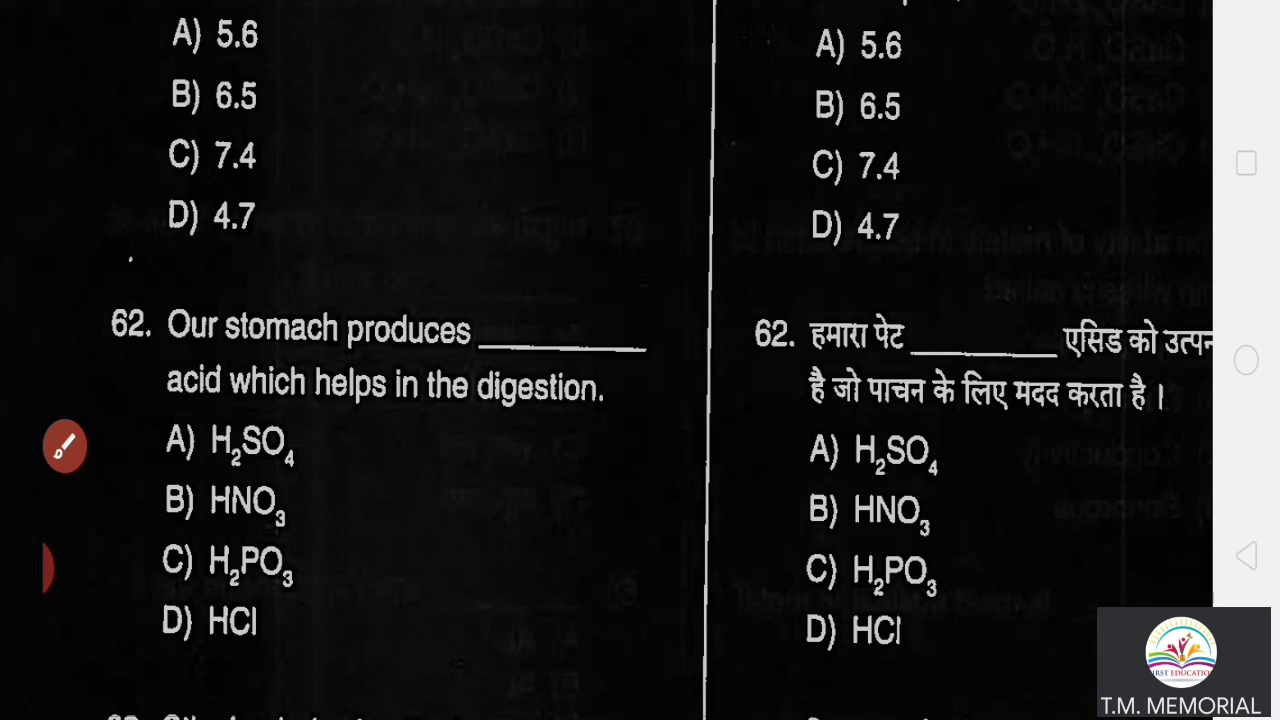 A) 5.6
B) 6.5
C) 7.4
D) 4.7
62. Our stomach produces __________
acid which helps in the digestion.
A) H₂SO₄
B) HNO₃
C) H₂PO₃
D) HCl
A) 5.6
B) 6.5
C) 7.4
D) 4.7
62. हमारा पेट __________ एसिड को
है जो पाचन के लिए मदद करता है ।
A) H₂SO₄
B) HNO₃
C) H₂PO₃
D) HCl
T.M. MEMORIAL